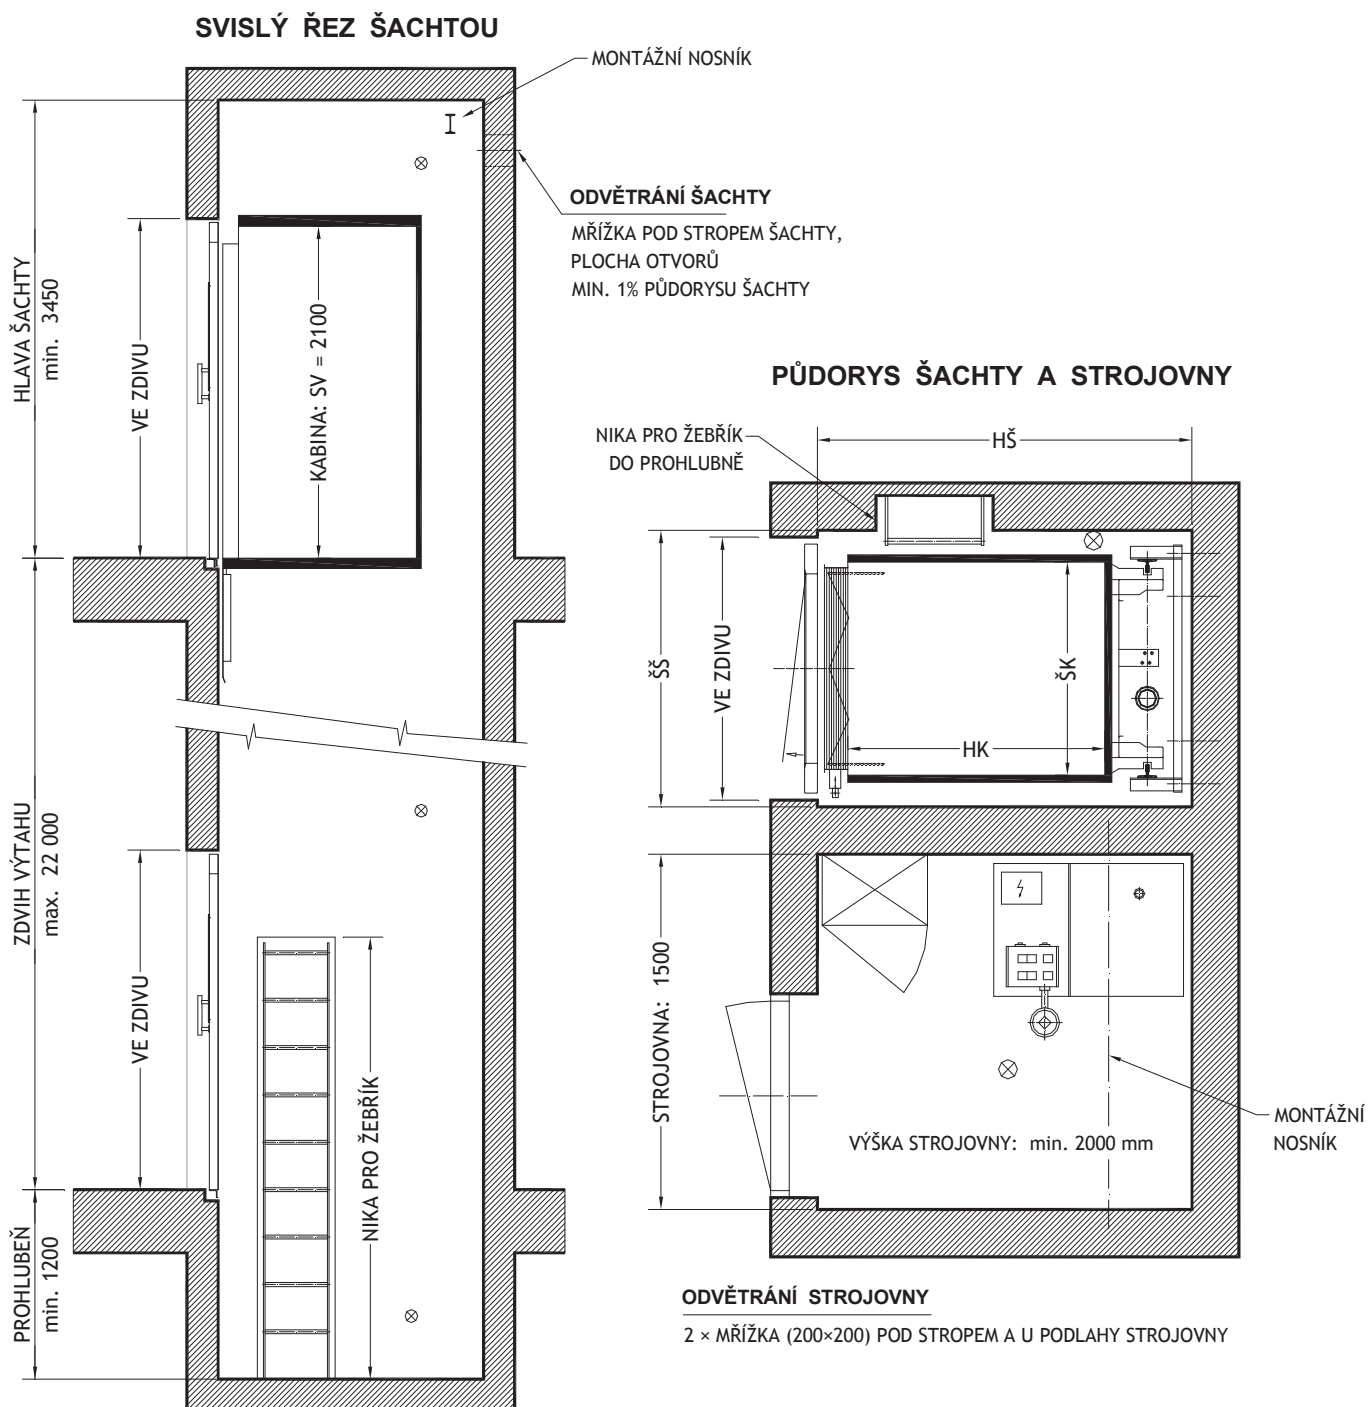 SVISLÝ ŘEZ ŠACHTOU
MONTÁŽNÍ NOSNÍK
ODVĚTRÁNÍ ŠACHTY
MŘÍŽKA POD STROPEM ŠACHTY,
PLOCHA OTVORŮ
MIN. 1% PŮDORYSU ŠACHTY
HLAVA ŠACHTY
min. 3450
VE ZDIVU
KABINA: SV = 2100
ZDVIH VÝTAHU
max. 22 000
VE ZDIVU
NIKA PRO ŽEBŘÍK
PROHLUBEŇ
min. 1200
PŮDORYS ŠACHTY A STROJOVNY
NIKA PRO ŽEBŘÍK
DO PROHLUBNĚ
HŠ
ŠŠ
VE ZDIVU
ŠK
HK
STROJOVNA: 1500
VÝŠKA STROJOVNY: min. 2000 mm
MONTÁŽNÍ
NOSNÍK
ODVĚTRÁNÍ STROJOVNY
2 × MŘÍŽKA (200×200) POD STROPEM A U PODLAHY STROJOVNY